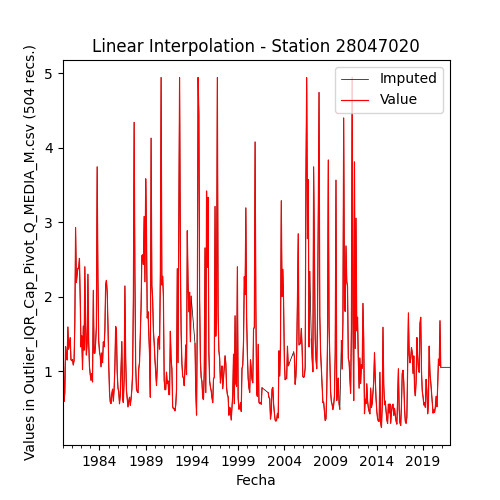 Linear Interpolation - Station 28047020
Imputed
Value
Values in Outlier_IQR_Cap_Pivot_Q_MEDIA_M.csv (504 recs.)
5
4
3
2
1
1984 1989 1994 1999 2004 2009 2014 2019
Fecha